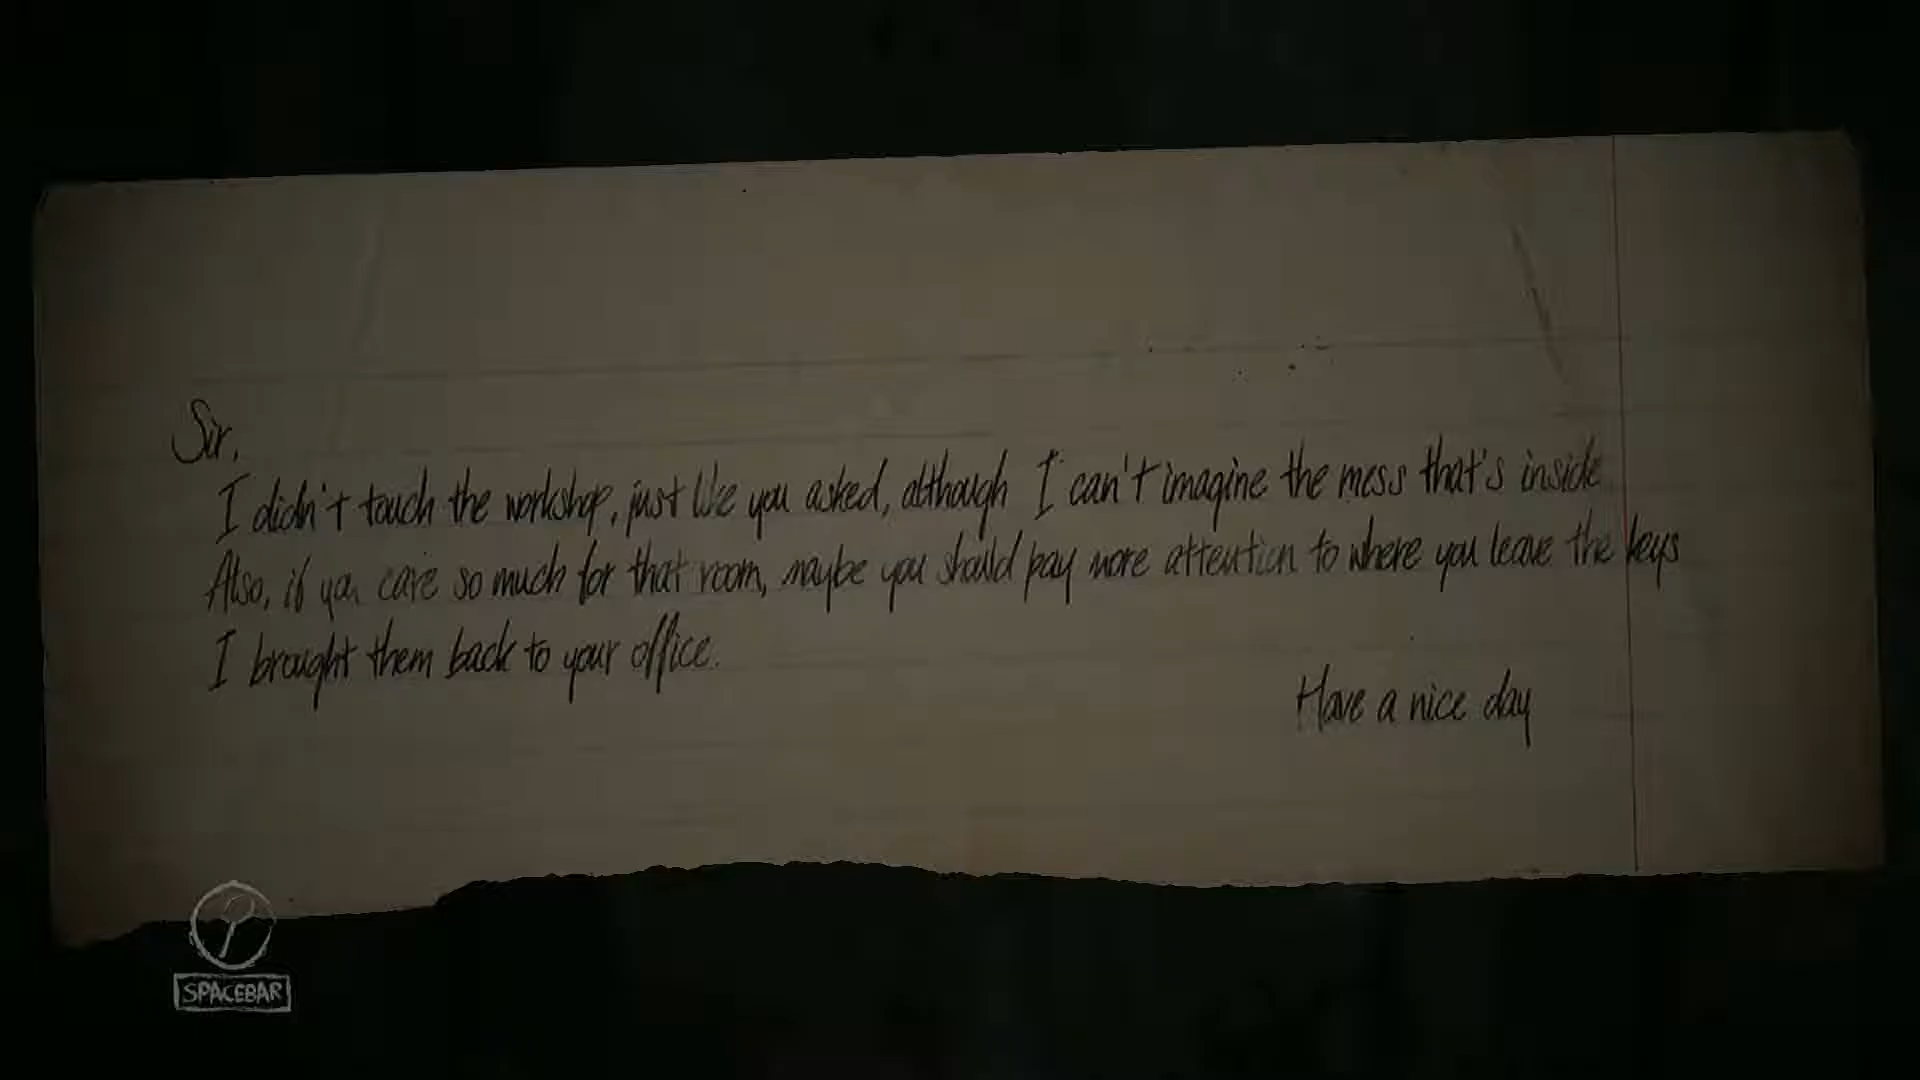 Sir,
I didn't touch the workshop, just like you asked, although I can't imagine the mess that's inside.
Also, if you care so much for that room, maybe you should pay more attention to where you leave the keys
I brought them back to your office.
Have a nice day
SPACEBAR